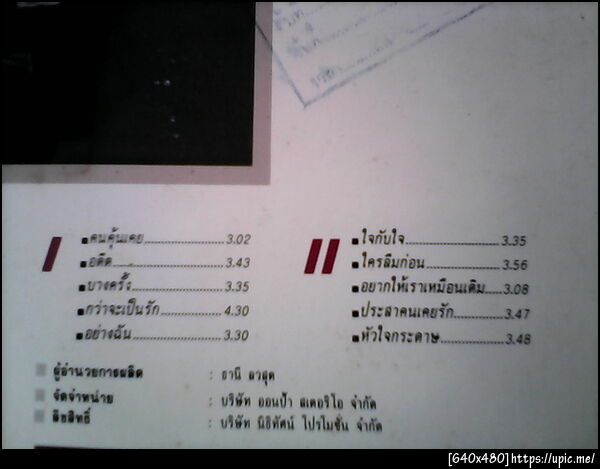 I
■คนคุ้นเคย 3.02
■อดีต 3.43
■บางครั้ง 3.35
■กว่าจะเป็นรัก 4.30
■อย่างฉัน 3.30
II
■ใจกับใจ 3.35
■ใครลืมก่อน 3.56
■อยากให้เราเหมือนเดิม 3.08
■ประสาคนเคยรัก 3.47
■หัวใจกระดาษ 3.48
ผู้อำนวยการผลิต : ธานี ลวสุต
จัดจำหน่าย : บริษัท ออนป้า สเตอริโอ จำกัด
ลิขสิทธิ์ : บริษัท นิธิทัศน์ โปรโมชั่น จำกัด
[640x480]https://upic.me/